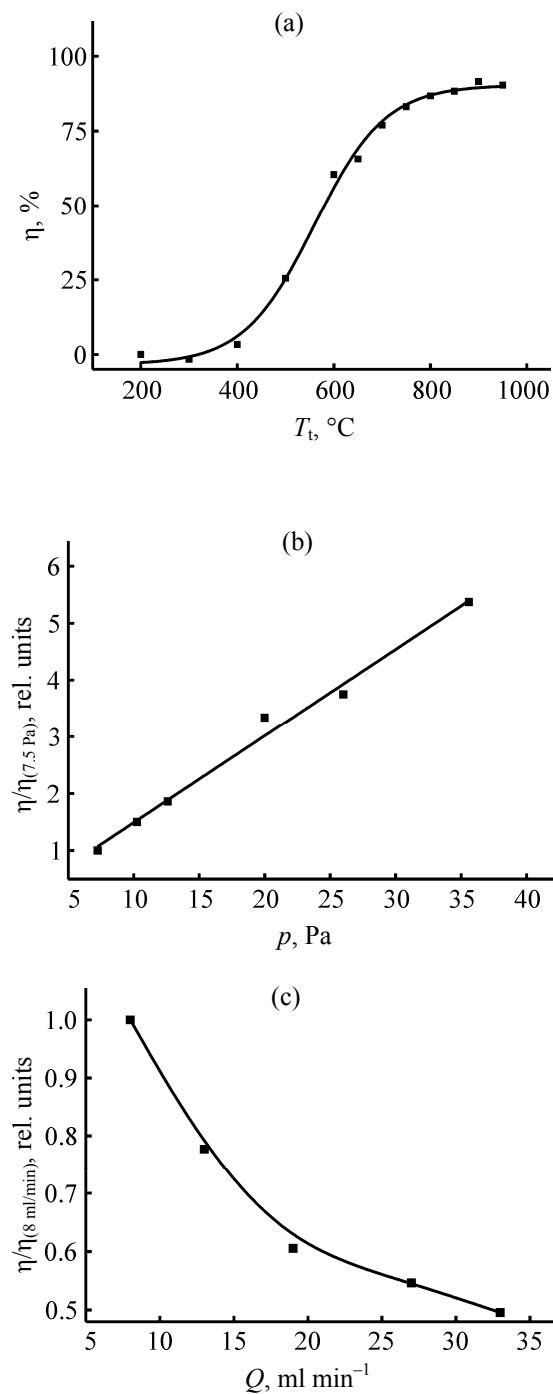 (a)
100
75
50
25
0
η, %
200 400 600 800 1000
T_t, °C
(b)
6
5
4
3
2
1
η/η(7.5 Pa), rel. units
5 10 15 20 25 30 35 40
p, Pa
(c)
1.0
0.9
0.8
0.7
0.6
0.5
η/η(8 ml/min), rel. units
5 10 15 20 25 30 35
Q, ml min⁻¹